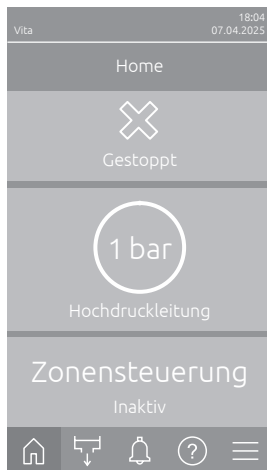 18:04
Vita 07.04.2025
Home
Gestoppt
1 bar
Hochdruckleitung
Zonensteuerung
Inaktiv
?